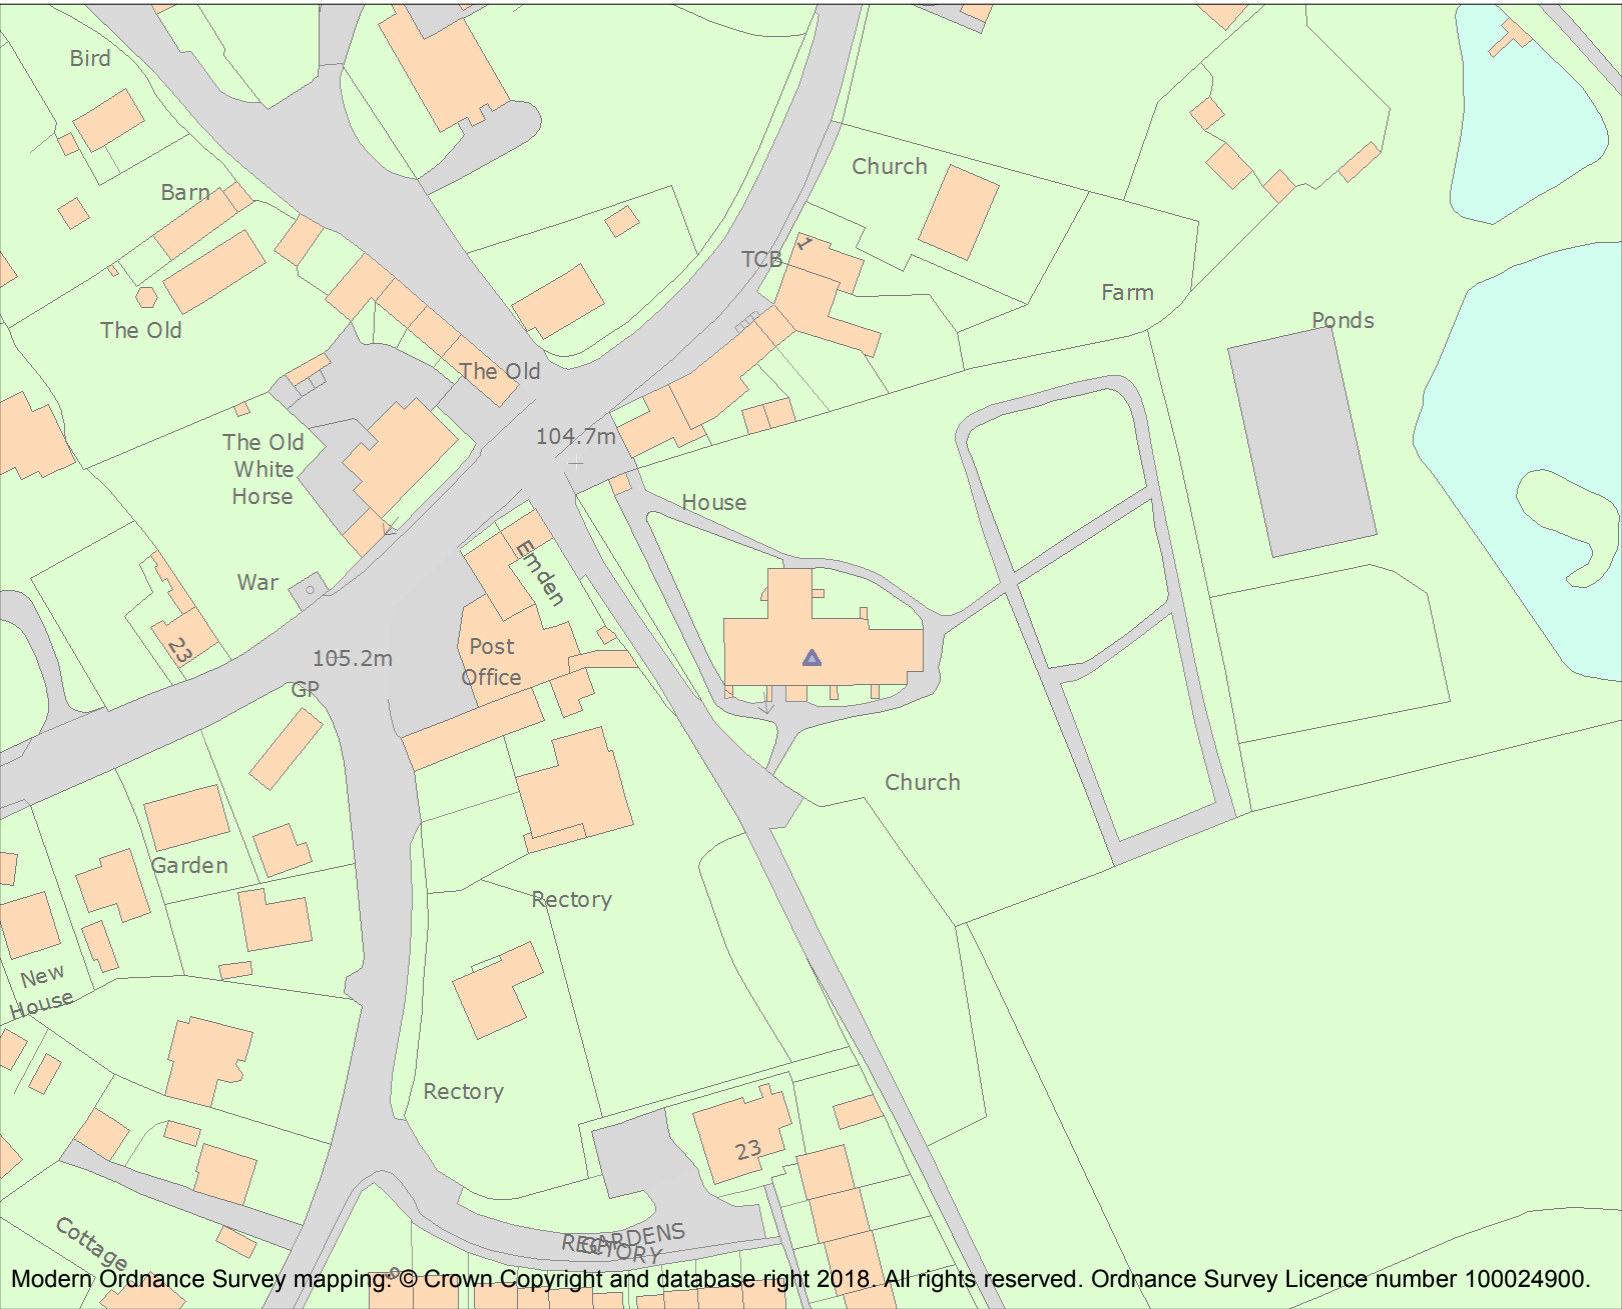 Bird
Church
Barn
1
TCB
Farm
Ponds
The Old
The Old
104.7m
The Old
White
Horse
House
Emden
War
23
Post
Office
105.2m
GP
Church
Garden
Rectory
New
House
Rectory
23
Cottage
GARDENS
RECTORY
9
Modern Ordnance Survey mapping: © Crown Copyright and database right 2018. All rights reserved. Ordnance Survey Licence number 100024900.